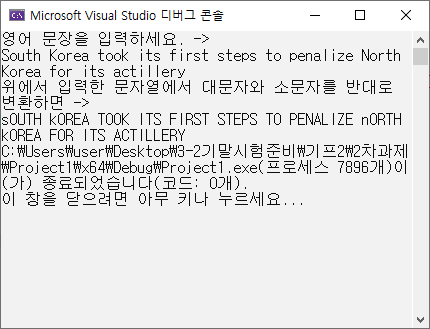 Microsoft Visual Studio 디버그 콘솔
영어 문장을 입력하세요. ->
South Korea took its first steps to penalize North
Korea for its actillery
위에서 입력한 문자열에서 대문자와 소문자를 반대로
변환하면 ->
sOUTH kOREA TOOK ITS FIRST STEPS TO PENALIZE nORTH
kOREA FOR ITS ACTILLERY
C:₩Users₩user₩Desktop₩3-2기말시험준비₩기프2₩2차과제
₩Project1₩x64₩Debug₩Project1.exe(프로세스 7896개)이
(가) 종료되었습니다(코드: 0개).
이 창을 닫으려면 아무 키나 누르세요...